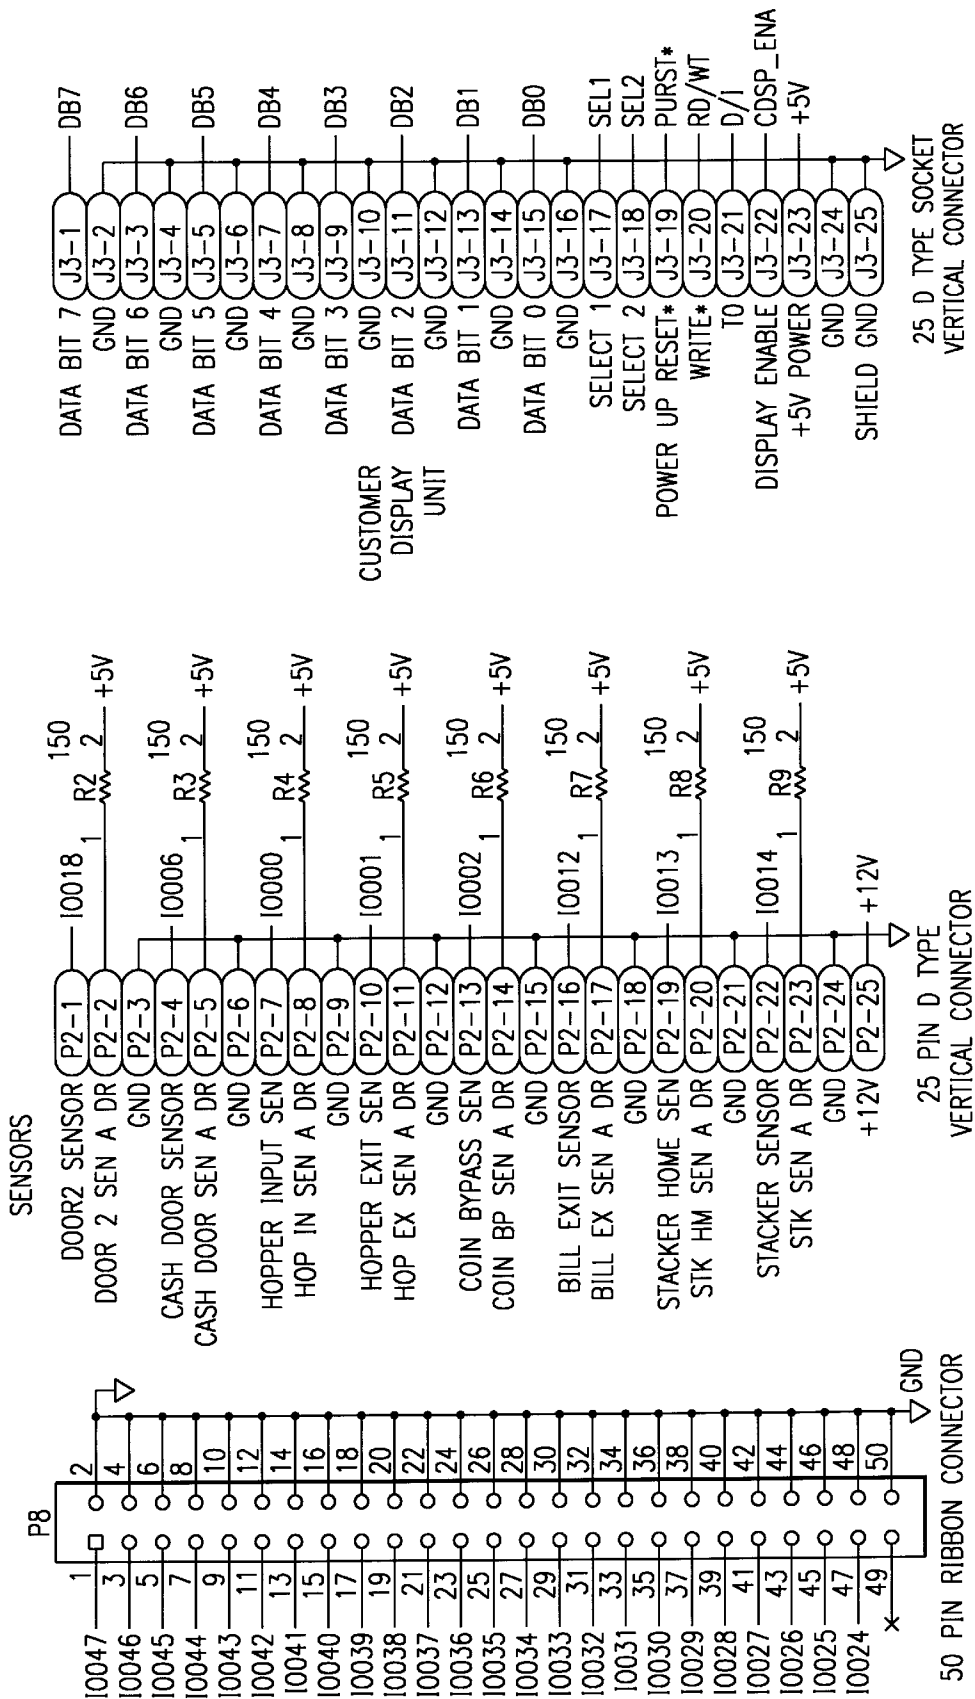 P8
IO047 1 2
IO046 3 4
IO045 5 6
IO044 7 8
IO043 9 10
IO042 11 12
IO041 13 14
IO040 15 16
IO039 17 18
IO038 19 20
IO037 21 22
IO036 23 24
IO035 25 26
IO034 27 28
IO033 29 30
IO032 31 32
IO031 33 34
IO030 35 36
IO029 37 38
IO028 39 40
IO027 41 42
IO026 43 44
IO025 45 46
IO024 47 48
49 50
GND
50 PIN RIBBON CONNECTOR
SENSORS
DOOR2 SENSOR P2-1 IO018
DOOR 2 SEN A DR P2-2 1 R2 150 2 +5V
GND P2-3
CASH DOOR SENSOR P2-4 IO006
CASH DOOR SEN A DR P2-5 1 R3 150 2 +5V
GND P2-6
HOPPER INPUT SEN P2-7 IO000
HOP IN SEN A DR P2-8 1 R4 150 2 +5V
GND P2-9
HOPPER EXIT SEN P2-10 IO001
HOP EX SEN A DR P2-11 1 R5 150 2 +5V
GND P2-12
COIN BYPASS SEN P2-13 IO002
COIN BP SEN A DR P2-14 1 R6 150 2 +5V
GND P2-15
BILL EXIT SENSOR P2-16 IO012
BILL EX SEN A DR P2-17 1 R7 150 2 +5V
GND P2-18
STACKER HOME SEN P2-19 IO013
STK HM SEN A DR P2-20 1 R8 150 2 +5V
GND P2-21
STACKER SENSOR P2-22 IO014
STK SEN A DR P2-23 1 R9 150 2 +5V
GND P2-24
+12V P2-25 +12V
25 PIN D TYPE
VERTICAL CONNECTOR
CUSTOMER
DISPLAY
UNIT
DATA BIT 7 J3-1 DB7
GND J3-2
DATA BIT 6 J3-3 DB6
GND J3-4
DATA BIT 5 J3-5 DB5
GND J3-6
DATA BIT 4 J3-7 DB4
GND J3-8
DATA BIT 3 J3-9 DB3
GND J3-10
DATA BIT 2 J3-11 DB2
GND J3-12
DATA BIT 1 J3-13 DB1
GND J3-14
DATA BIT 0 J3-15 DB0
GND J3-16
SELECT 1 J3-17 SEL1
SELECT 2 J3-18 SEL2
POWER UP RESET* J3-19 PURST*
WRITE* J3-20 RD/WT
TO J3-21 D/I
DISPLAY ENABLE J3-22 CDSP_ENA
+5V POWER J3-23 +5V
GND J3-24
SHIELD GND J3-25
25 D TYPE SOCKET
VERTICAL CONNECTOR